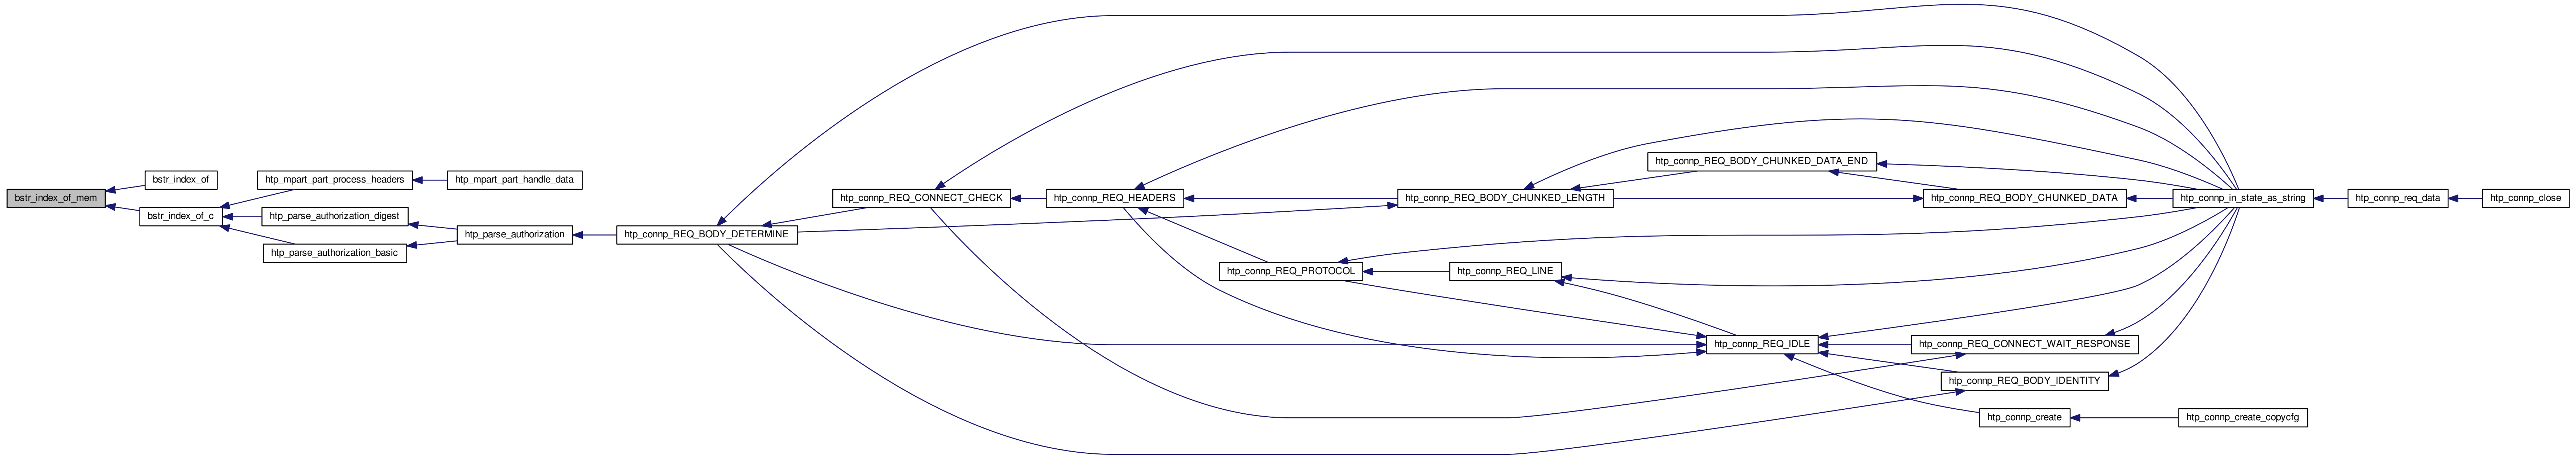 bstr_index_of_mem
bstr_index_of
bstr_index_of_c
htp_mpart_part_process_headers
htp_parse_authorization_digest
htp_parse_authorization_basic
htp_mpart_part_handle_data
htp_parse_authorization
htp_connp_REQ_BODY_DETERMINE
htp_connp_REQ_CONNECT_CHECK
htp_connp_REQ_HEADERS
htp_connp_REQ_PROTOCOL
htp_connp_REQ_BODY_CHUNKED_LENGTH
htp_connp_REQ_LINE
htp_connp_REQ_BODY_CHUNKED_DATA_END
htp_connp_REQ_IDLE
htp_connp_REQ_BODY_CHUNKED_DATA
htp_connp_REQ_CONNECT_WAIT_RESPONSE
htp_connp_REQ_BODY_IDENTITY
htp_connp_create
htp_connp_in_state_as_string
htp_connp_create_copycfg
htp_connp_req_data
htp_connp_close